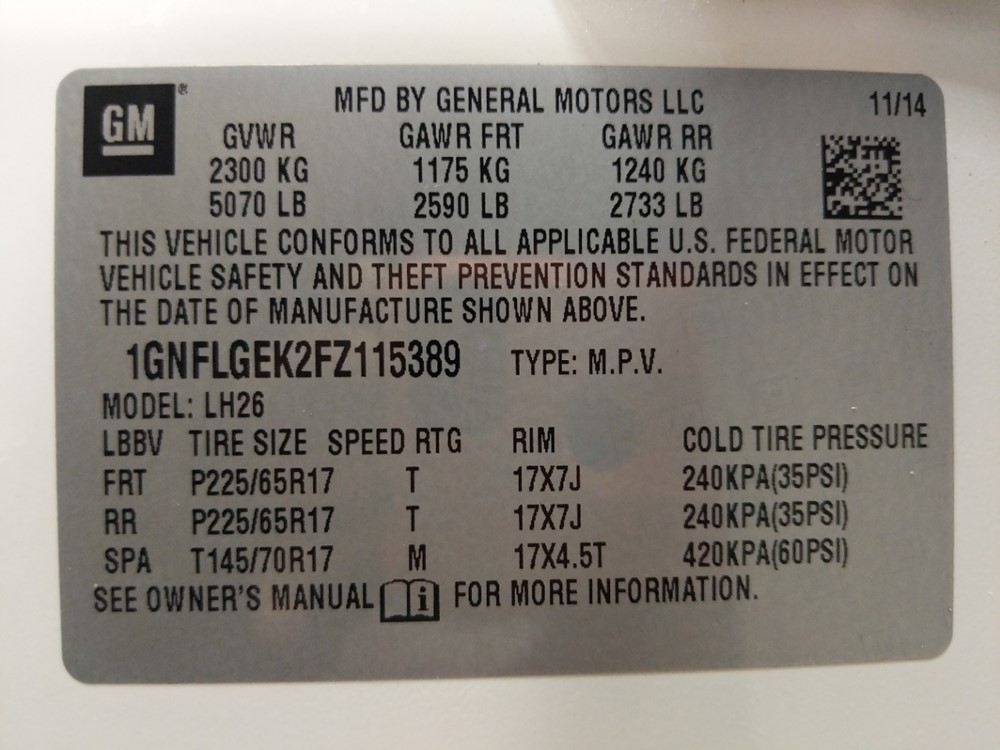 GM®
MFD BY GENERAL MOTORS LLC 11/14
GVWR GAWR FRT GAWR RR
2300 KG 1175 KG 1240 KG
5070 LB 2590 LB 2733 LB
THIS VEHICLE CONFORMS TO ALL APPLICABLE U.S. FEDERAL MOTOR
VEHICLE SAFETY AND THEFT PREVENTION STANDARDS IN EFFECT ON
THE DATE OF MANUFACTURE SHOWN ABOVE.
1GNFLGEK2FZ115389 TYPE: M.P.V.
MODEL: LH26
LBBV TIRE SIZE SPEED RTG RIM COLD TIRE PRESSURE
FRT P225/65R17 T 17X7J 240KPA(35PSI)
RR P225/65R17 T 17X7J 240KPA(35PSI)
SPA T145/70R17 M 17X4.5T 420KPA(60PSI)
SEE OWNER'S MANUAL i FOR MORE INFORMATION.